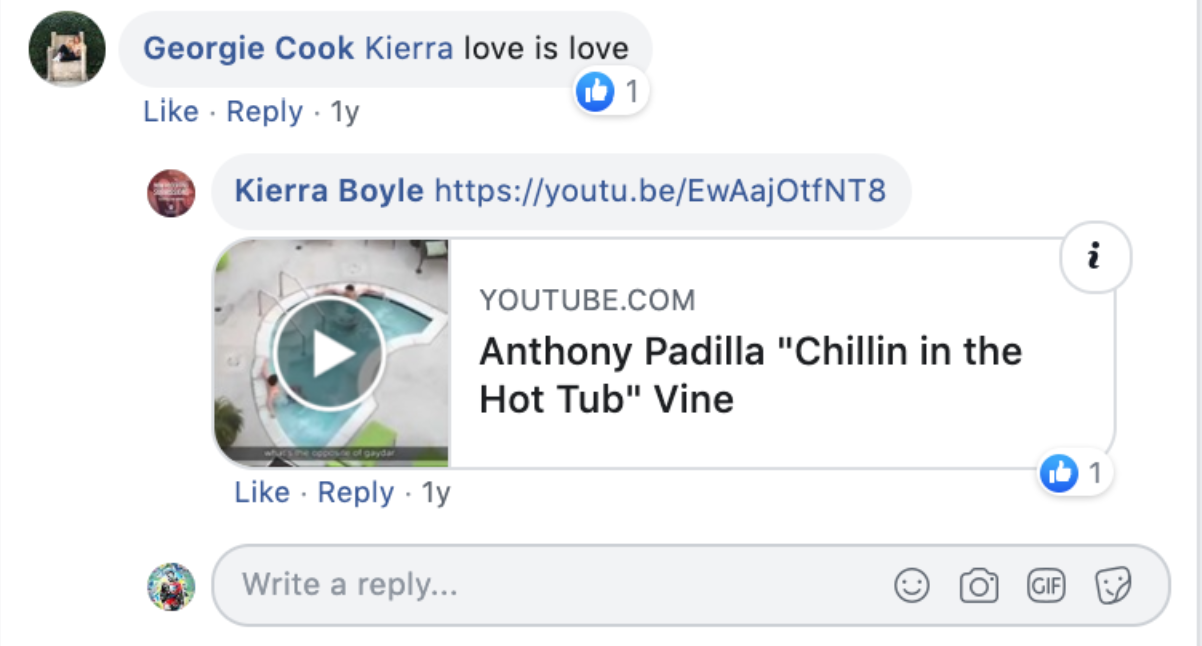 Georgie Cook Kierra love is love
1
Like · Reply · 1y
Kierra Boyle https://youtu.be/EwAajOtfNT8
i
YOUTUBE.COM
Anthony Padilla "Chillin in the
Hot Tub" Vine
what's the opposite of gaydar
1
Like · Reply · 1y
Write a reply...
GIF